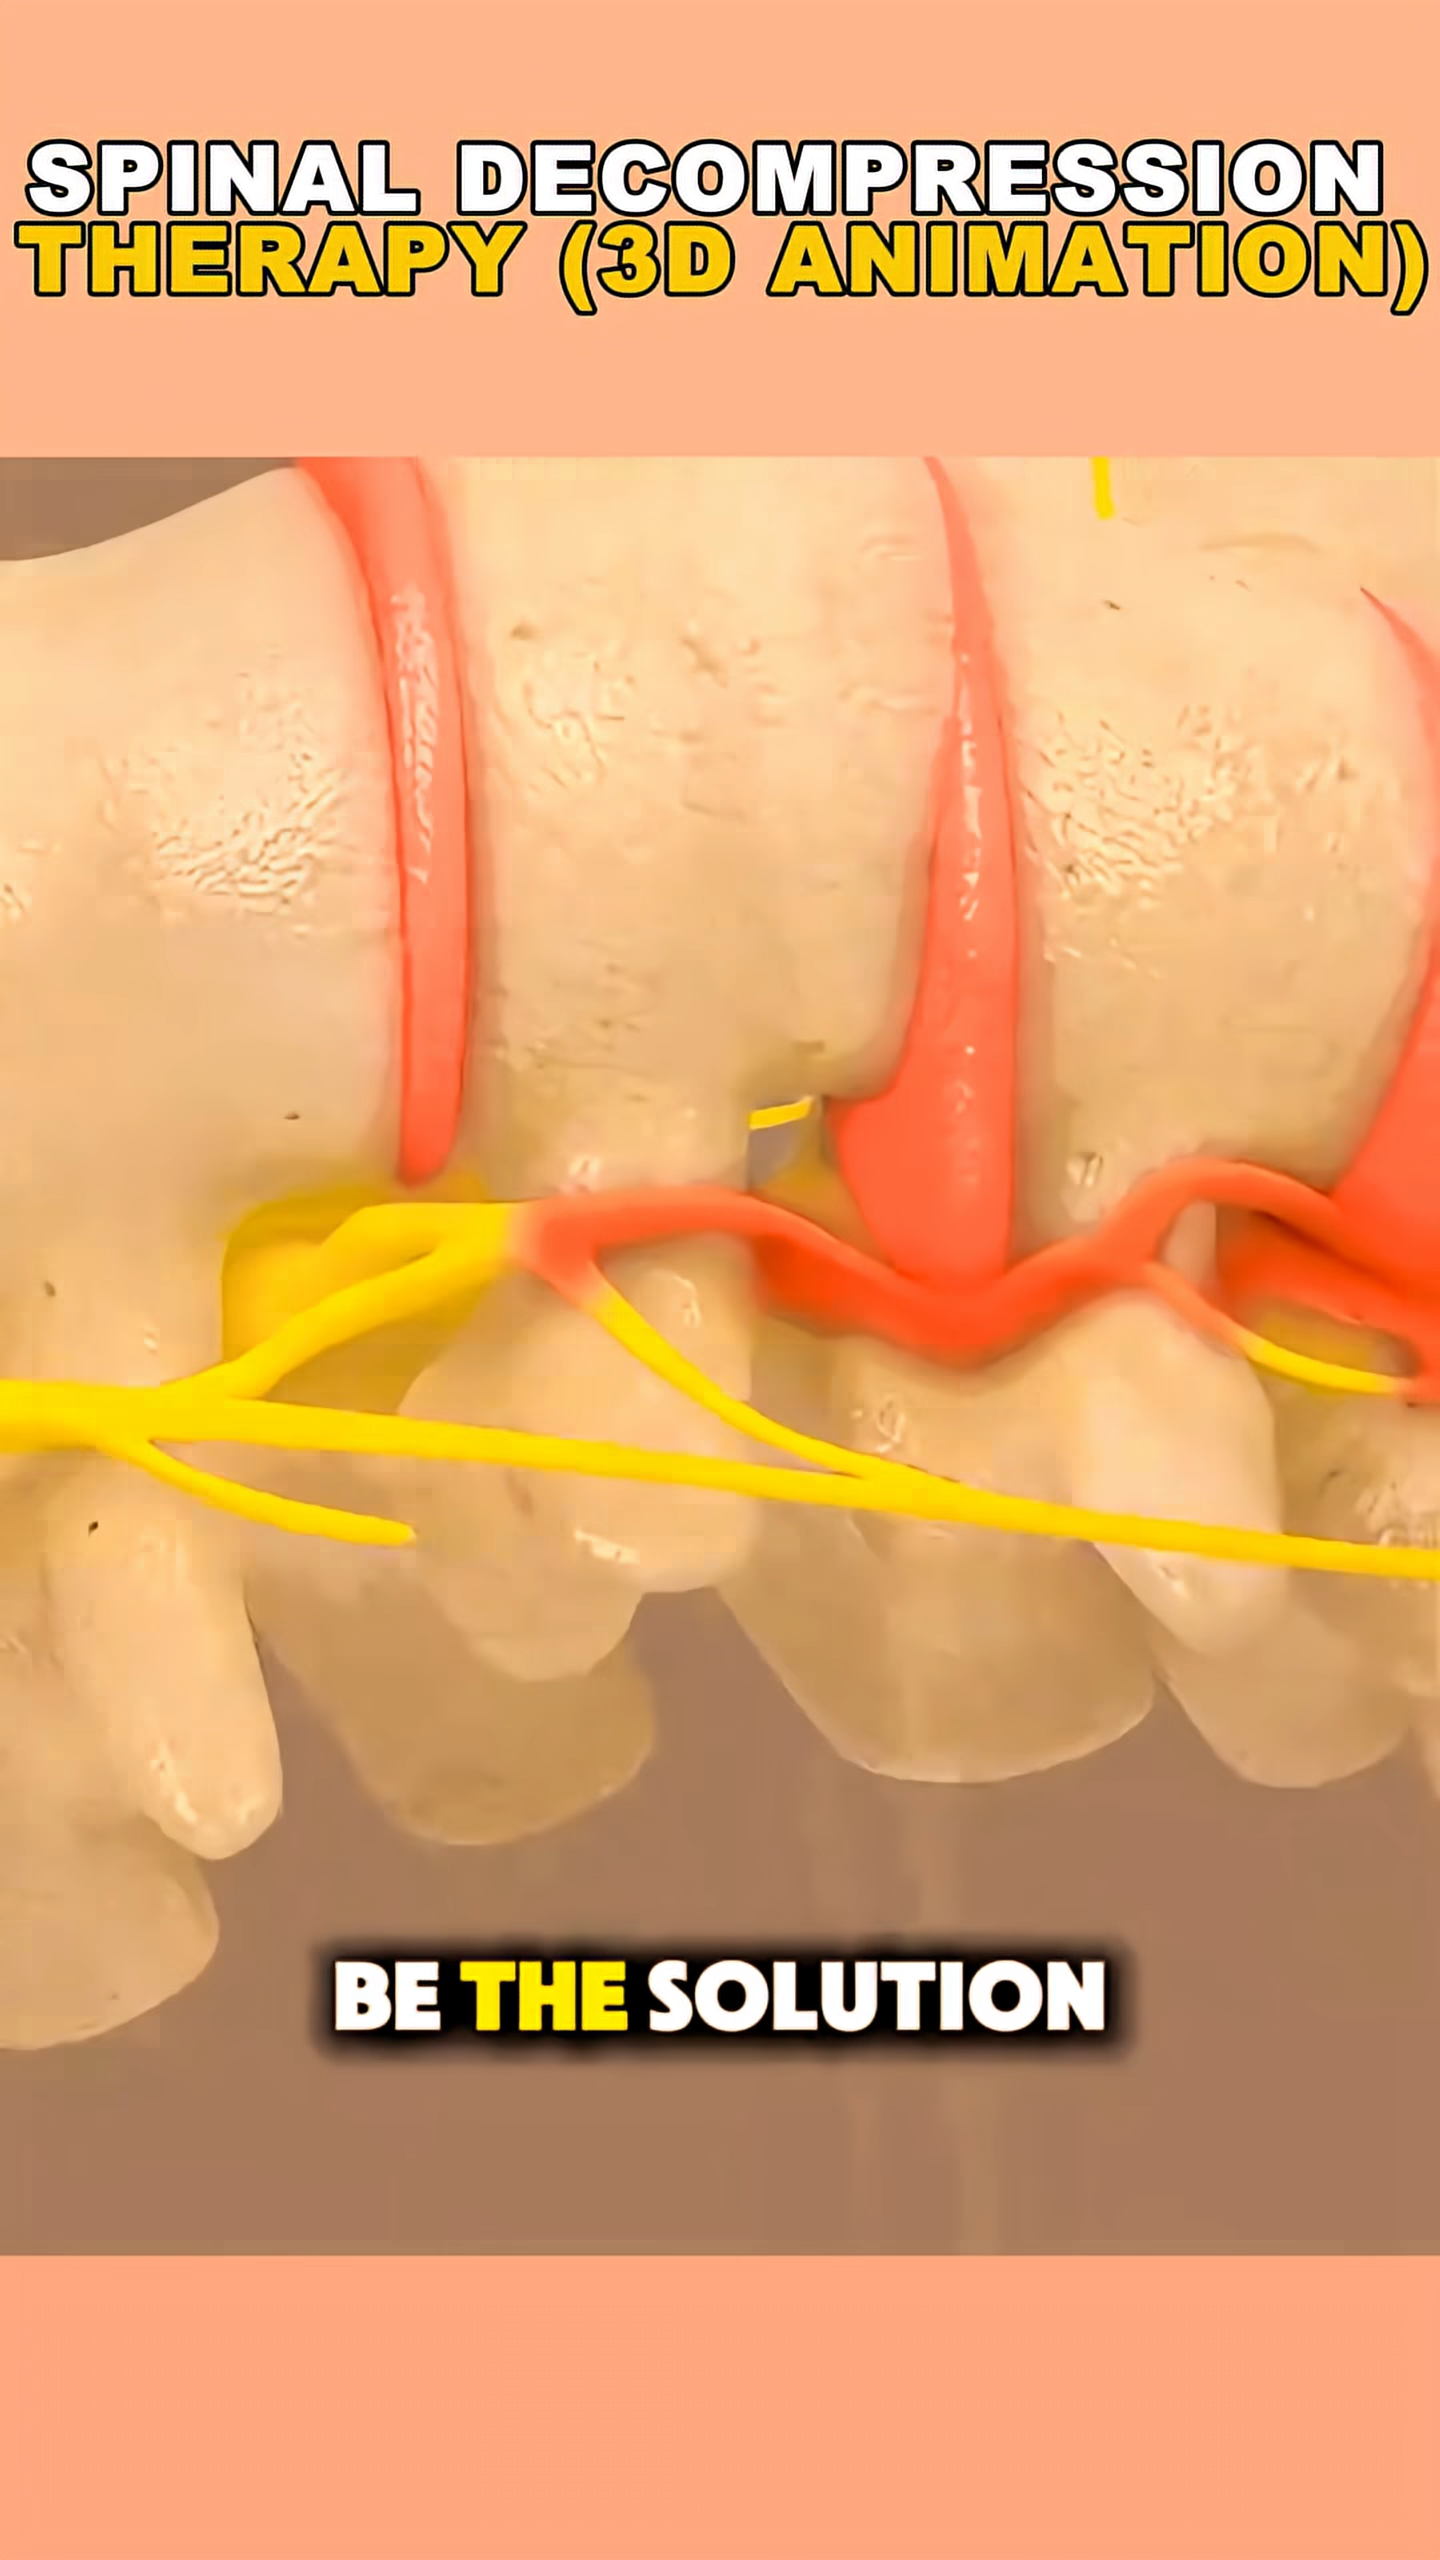 SPINAL DECOMPRESSION
THERAPY (3D ANIMATION)
BE THE SOLUTION